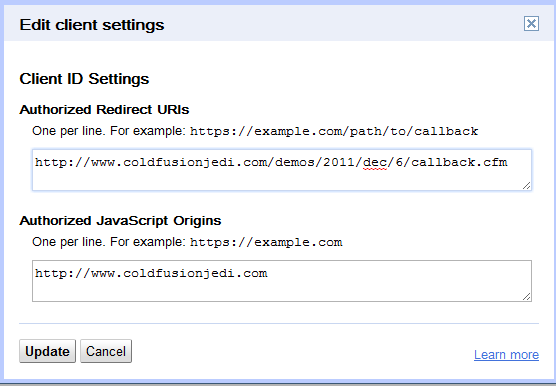 Edit client settings
Client ID Settings
Authorized Redirect URIs
One per line. For example: https://example.com/path/to/callback
http://www.coldfusionjedi.com/demos/2011/dec/6/callback.cfm
Authorized JavaScript Origins
One per line. For example: https://example.com
http://www.coldfusionjedi.com
Update Cancel Learn more